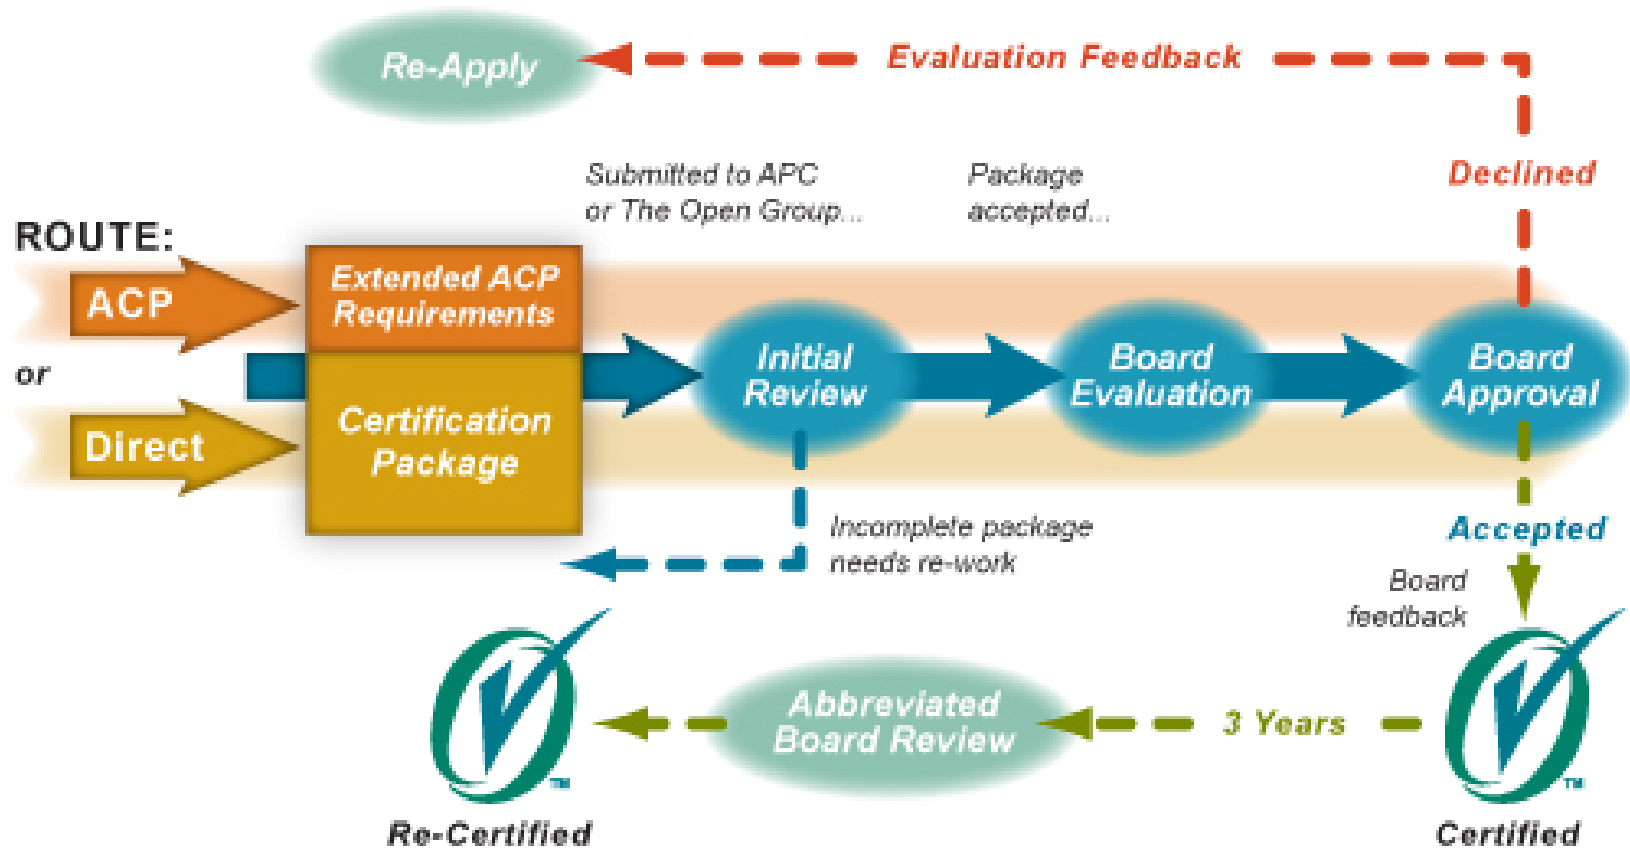 Re-Apply
Evaluation Feedback
Submitted to APC
or The Open Group...
Package
accepted...
Declined
ROUTE:
ACP
Extended ACP
Requirements
or
Initial
Review
Board
Evaluation
Board
Approval
Direct
Certification
Package
Incomplete package
needs re-work
Accepted
Board
feedback
Abbreviated
Board Review
3 Years
TM
TM
Re-Certified
Certified